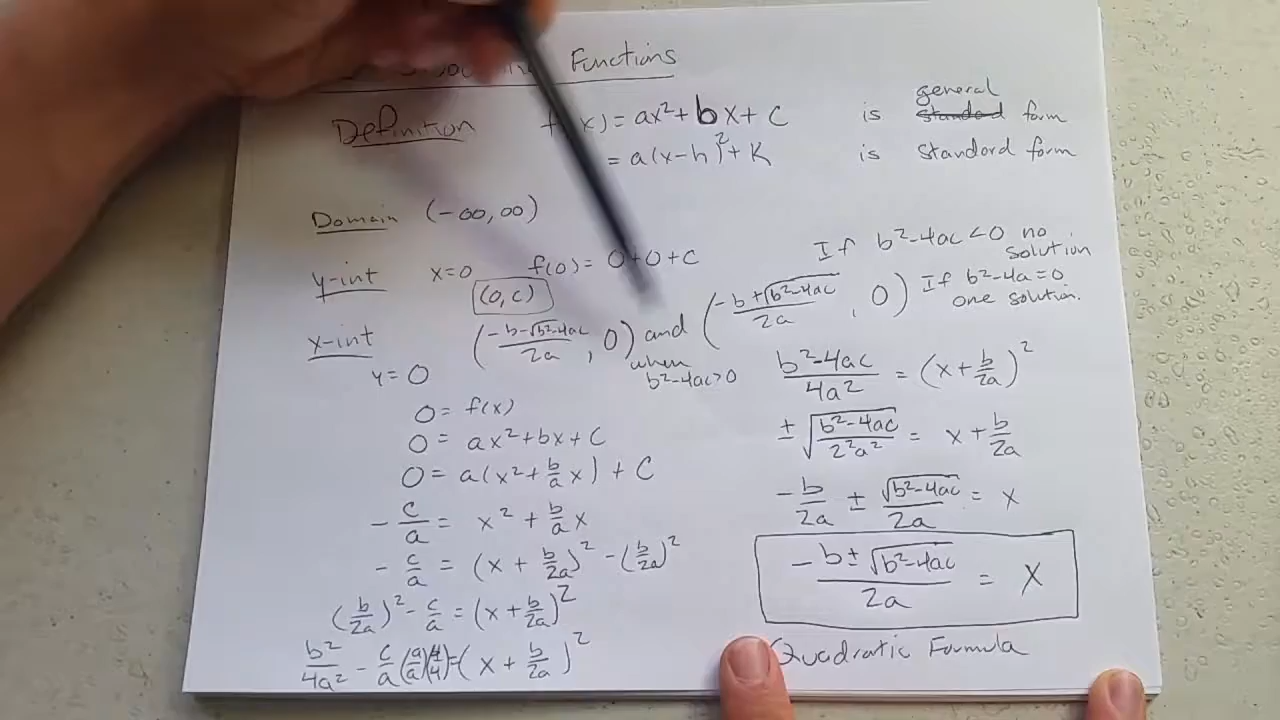 Functions
Definition f(x) = ax² + bx + c is general standard form
= a(x-h)² + k is standard form
Domain (-∞, ∞)
y-int x=0 f(0) = 0+0+c
(0, c)
x-int (-b-√b²-4ac / 2a, 0) and (-b+√b²-4ac / 2a, 0)
when b²-4ac>0
If b²-4ac<0 no solution
If b²-4a=0 one solution.
y=0
0 = f(x)
0 = ax²+bx+c
0 = a(x²+b/a x) + c
-c/a = x² + b/a x
-c/a = (x + b/2a)² - (b/2a)²
(b/2a)² - c/a = (x + b/2a)²
b²/4a² - c/a (a/a)(4/4) = (x + b/2a)²
b²-4ac/4a² = (x+b/2a)²
±√b²-4ac/2²a² = x + b/2a
-b/2a ± √b²-4ac/2a = x
-b±√b²-4ac/2a = x
Quadratic Formula